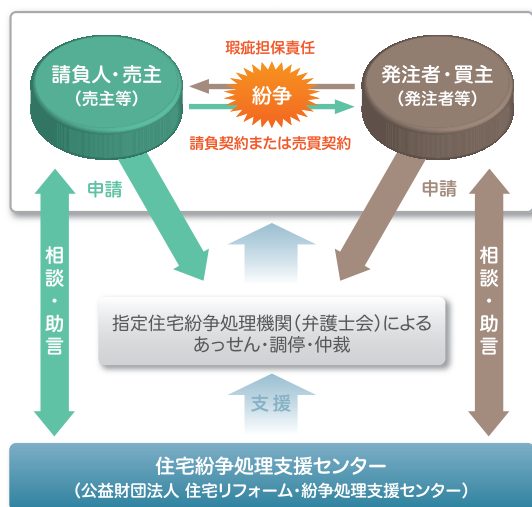 瑕疵担保責任
請負人・売主
（売主等）
紛争
発注者・買主
（発注者等）
請負契約または売買契約
申請
申請
相談・助言
相談・助言
指定住宅紛争処理機関（弁護士会）による
あっせん・調停・仲裁
支援
住宅紛争処理支援センター
（公益財団法人 住宅リフォーム・紛争処理支援センター）